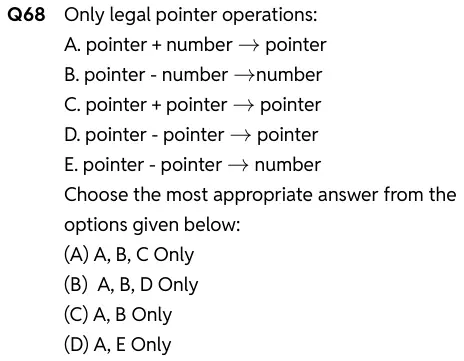 Q68 Only legal pointer operations:
A. pointer + number → pointer
B. pointer - number →number
C. pointer + pointer → pointer
D. pointer - pointer → pointer
E. pointer - pointer → number
Choose the most appropriate answer from the
options given below:
(A) A, B, C Only
(B) A, B, D Only
(C) A, B Only
(D) A, E Only